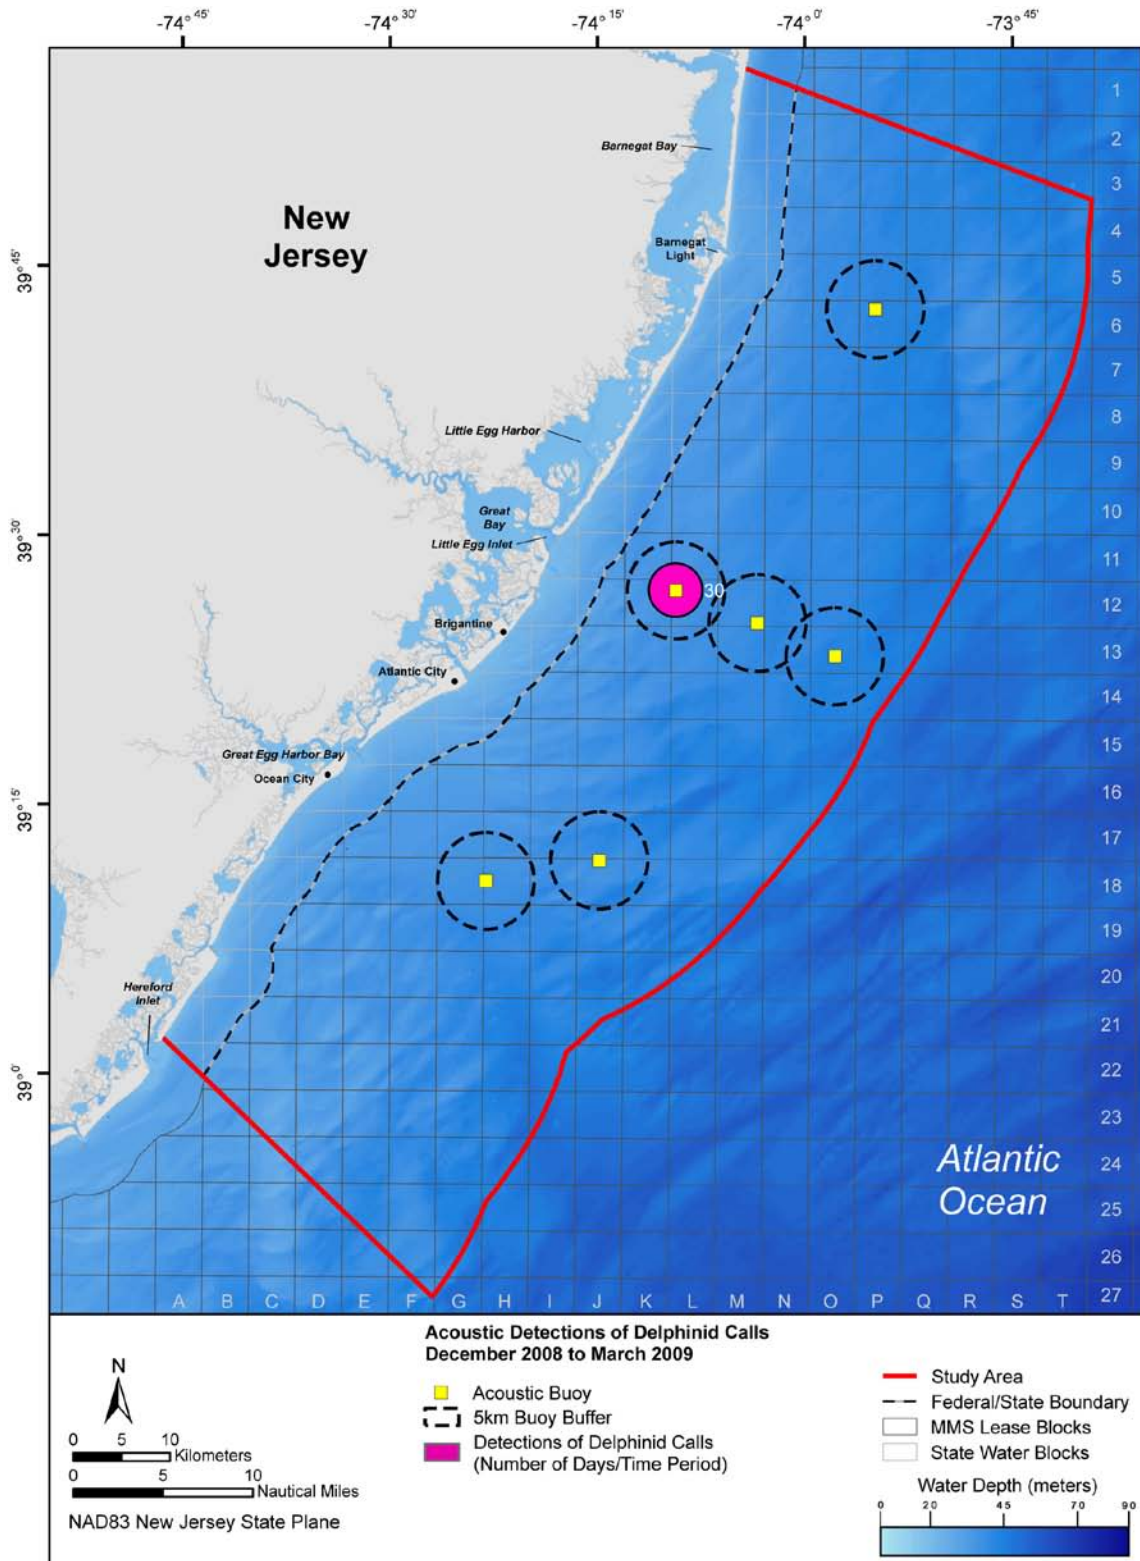 -74° 45'
-74° 30'
-74° 15'
-74° 0'
-73° 45'
1
2
Barnegat Bay
3
New
Jersey
4
Barnegat
Light
39° 45'
5
6
7
8
Little Egg Harbor
9
10
Great
Bay
39° 30'
Little Egg Inlet
11
30
12
Brigantine
13
Atlantic City
14
15
Great Egg Harbor Bay
Ocean City
16
39° 15'
17
18
19
20
Hereford
Inlet
21
39° 0'
22
23
Atlantic
Ocean
24
25
26
27
A B C D E F G H I J K L M N O P Q R S T
Acoustic Detections of Delphinid Calls
December 2008 to March 2009
N
Acoustic Buoy
5km Buoy Buffer
Detections of Delphinid Calls
(Number of Days/Time Period)
0 5 10
Kilometers
0 5 10
Nautical Miles
NAD83 New Jersey State Plane
Study Area
Federal/State Boundary
MMS Lease Blocks
State Water Blocks
Water Depth (meters)
0 20 45 70 90